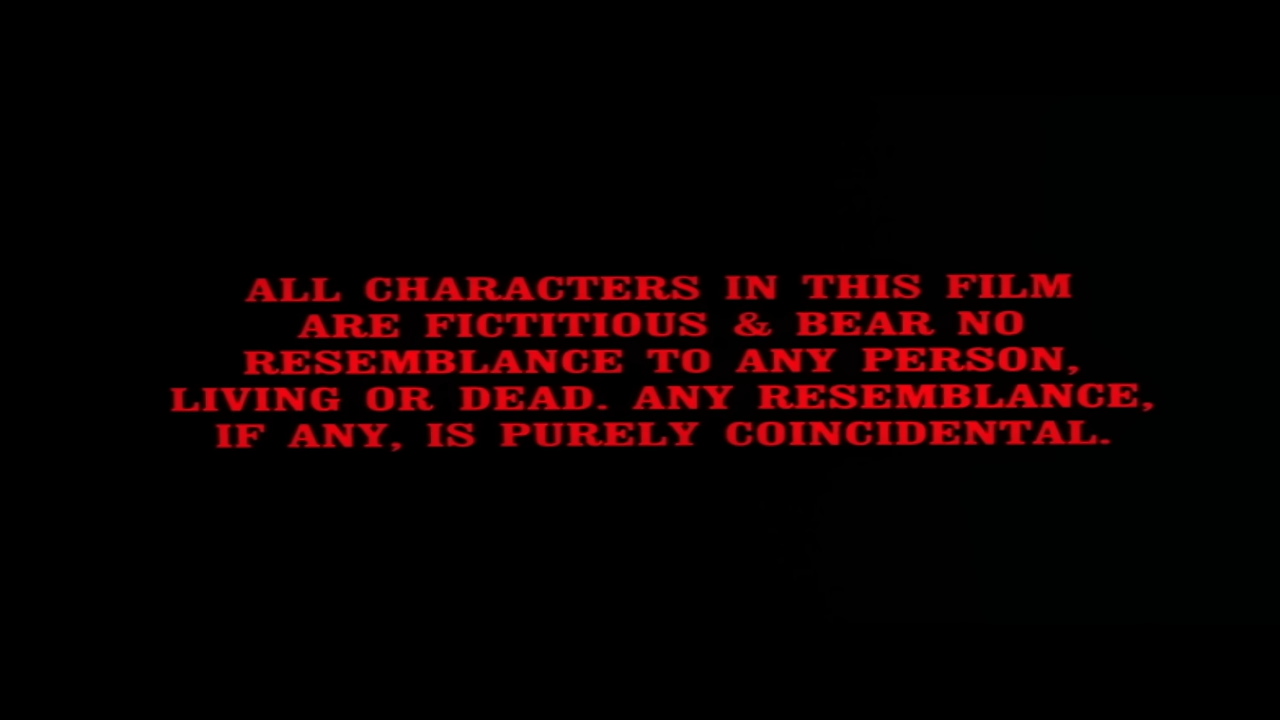 ALL CHARACTERS IN THIS FILM
ARE FICTITIOUS & BEAR NO
RESEMBLANCE TO ANY PERSON,
LIVING OR DEAD. ANY RESEMBLANCE,
IF ANY, IS PURELY COINCIDENTAL.